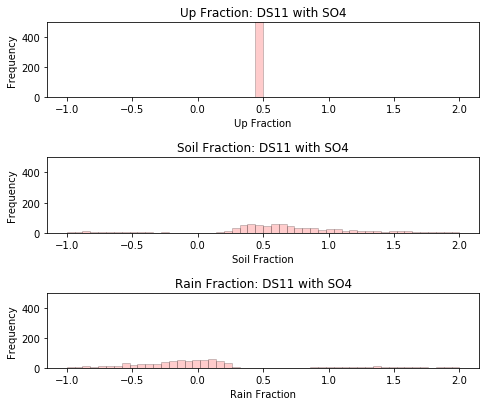 Up Fraction: DS11 with SO4
Frequency
400
200
0
−1.0 −0.5 0.0 0.5 1.0 1.5 2.0
Up Fraction
Soil Fraction: DS11 with SO4
Frequency
400
200
0
−1.0 −0.5 0.0 0.5 1.0 1.5 2.0
Soil Fraction
Rain Fraction: DS11 with SO4
Frequency
400
200
0
−1.0 −0.5 0.0 0.5 1.0 1.5 2.0
Rain Fraction